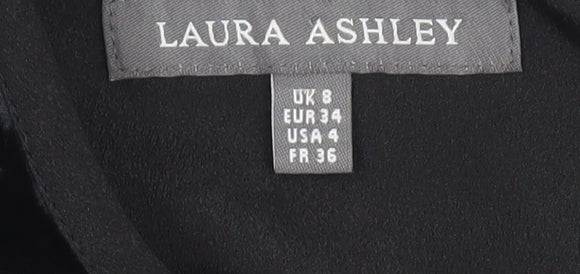 LAURA ASHLEY
UK 8
EUR 34
USA 4
FR 36